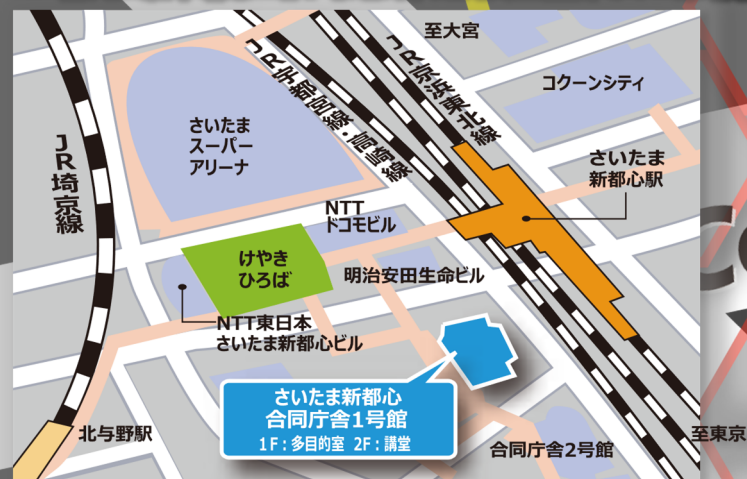 至大宮
JR宇都宮線・高崎線
JR京浜東北線
コクーンシティ
さいたま
スーパー
アリーナ
JR埼京線
さいたま
新都心駅
NTT
ドコモビル
けやき
ひろば
明治安田生命ビル
NTT東日本
さいたま新都心ビル
さいたま新都心
合同庁舎1号館
1F:多目的室 2F:講堂
北与野駅
合同庁舎2号館
至東京